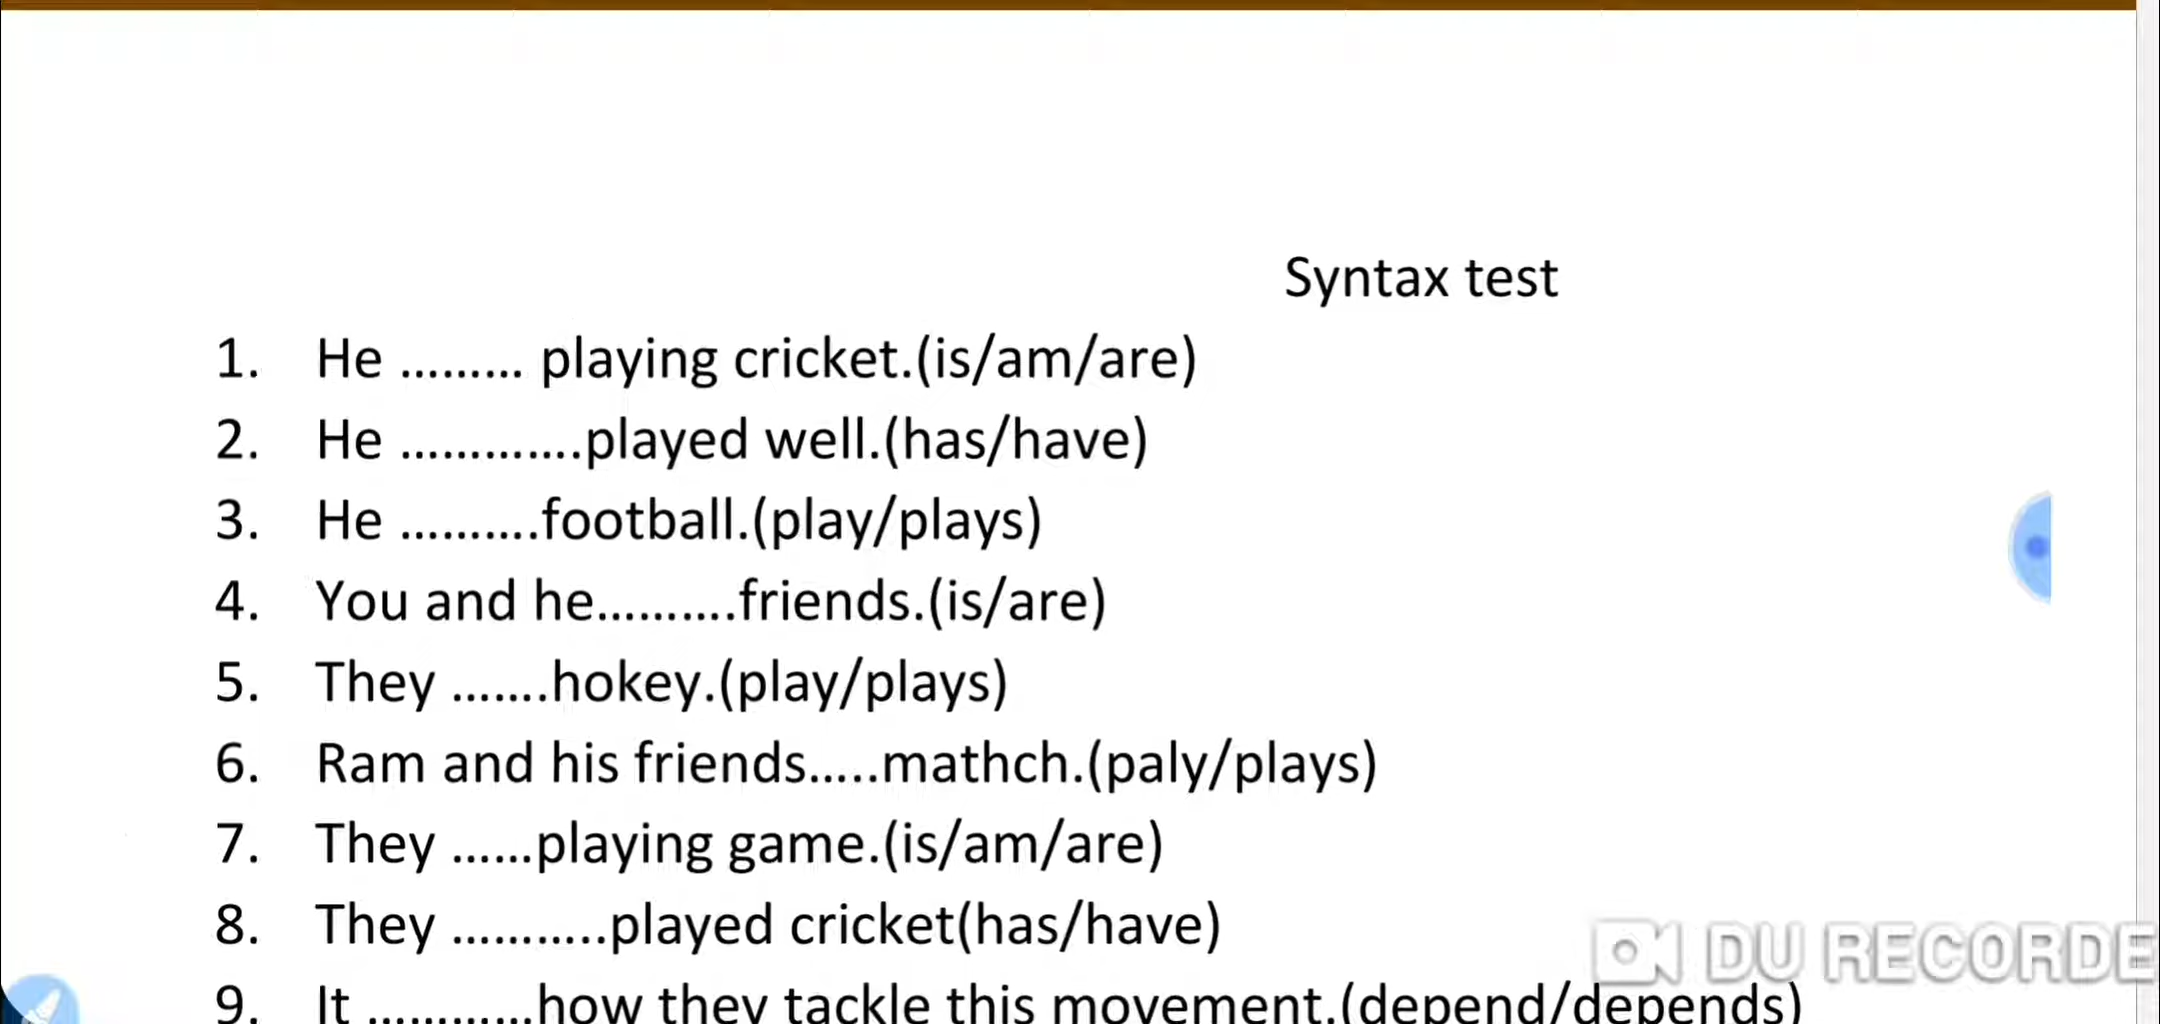 Syntax test
1. He ......... playing cricket.(is/am/are)
2. He .............played well.(has/have)
3. He ..........football.(play/plays)
4. You and he..........friends.(is/are)
5. They .......hokey.(play/plays)
6. Ram and his friends.....mathch.(paly/plays)
7. They ......playing game.(is/am/are)
8. They ...........played cricket(has/have)
9. It ............how they tackle this movement.(depend/depends)
DU RECORDE